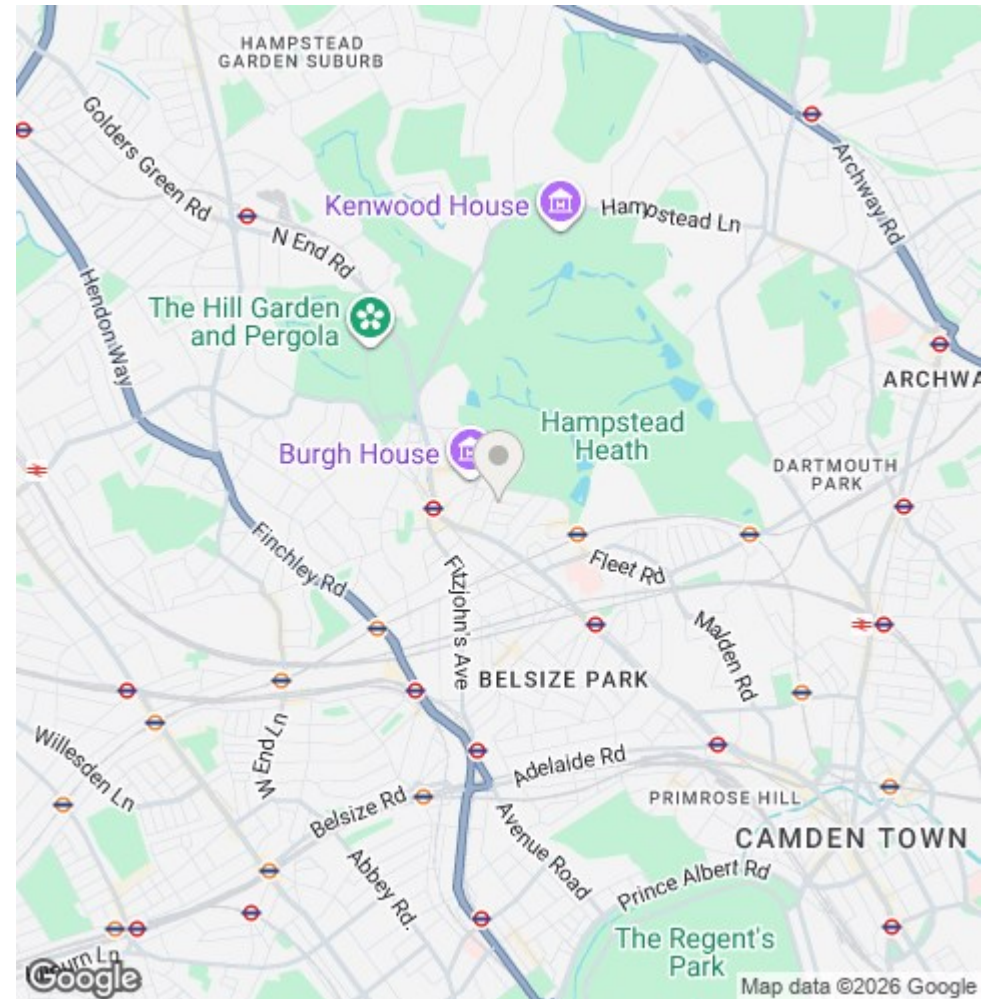 HAMPSTEAD
GARDEN SUBURB
Golders Green Rd
Archway Rd
Kenwood House
Hampstead Ln
N End Rd
Hendon Way
The Hill Garden
and Pergola
ARCHWA
Hampstead
Heath
Burgh House
DARTMOUTH
PARK
Finchley Rd
Fitzjohn's Ave
Fleet Rd
Malden Rd
BELSIZE PARK
Willesden Ln
W End Ln
Adelaide Rd
Belsize Rd
PRIMROSE HILL
Avenue Road
CAMDEN TOWN
Abbey Rd.
Prince Albert Rd
The Regent's
Park
Google
Map data ©2026 Google